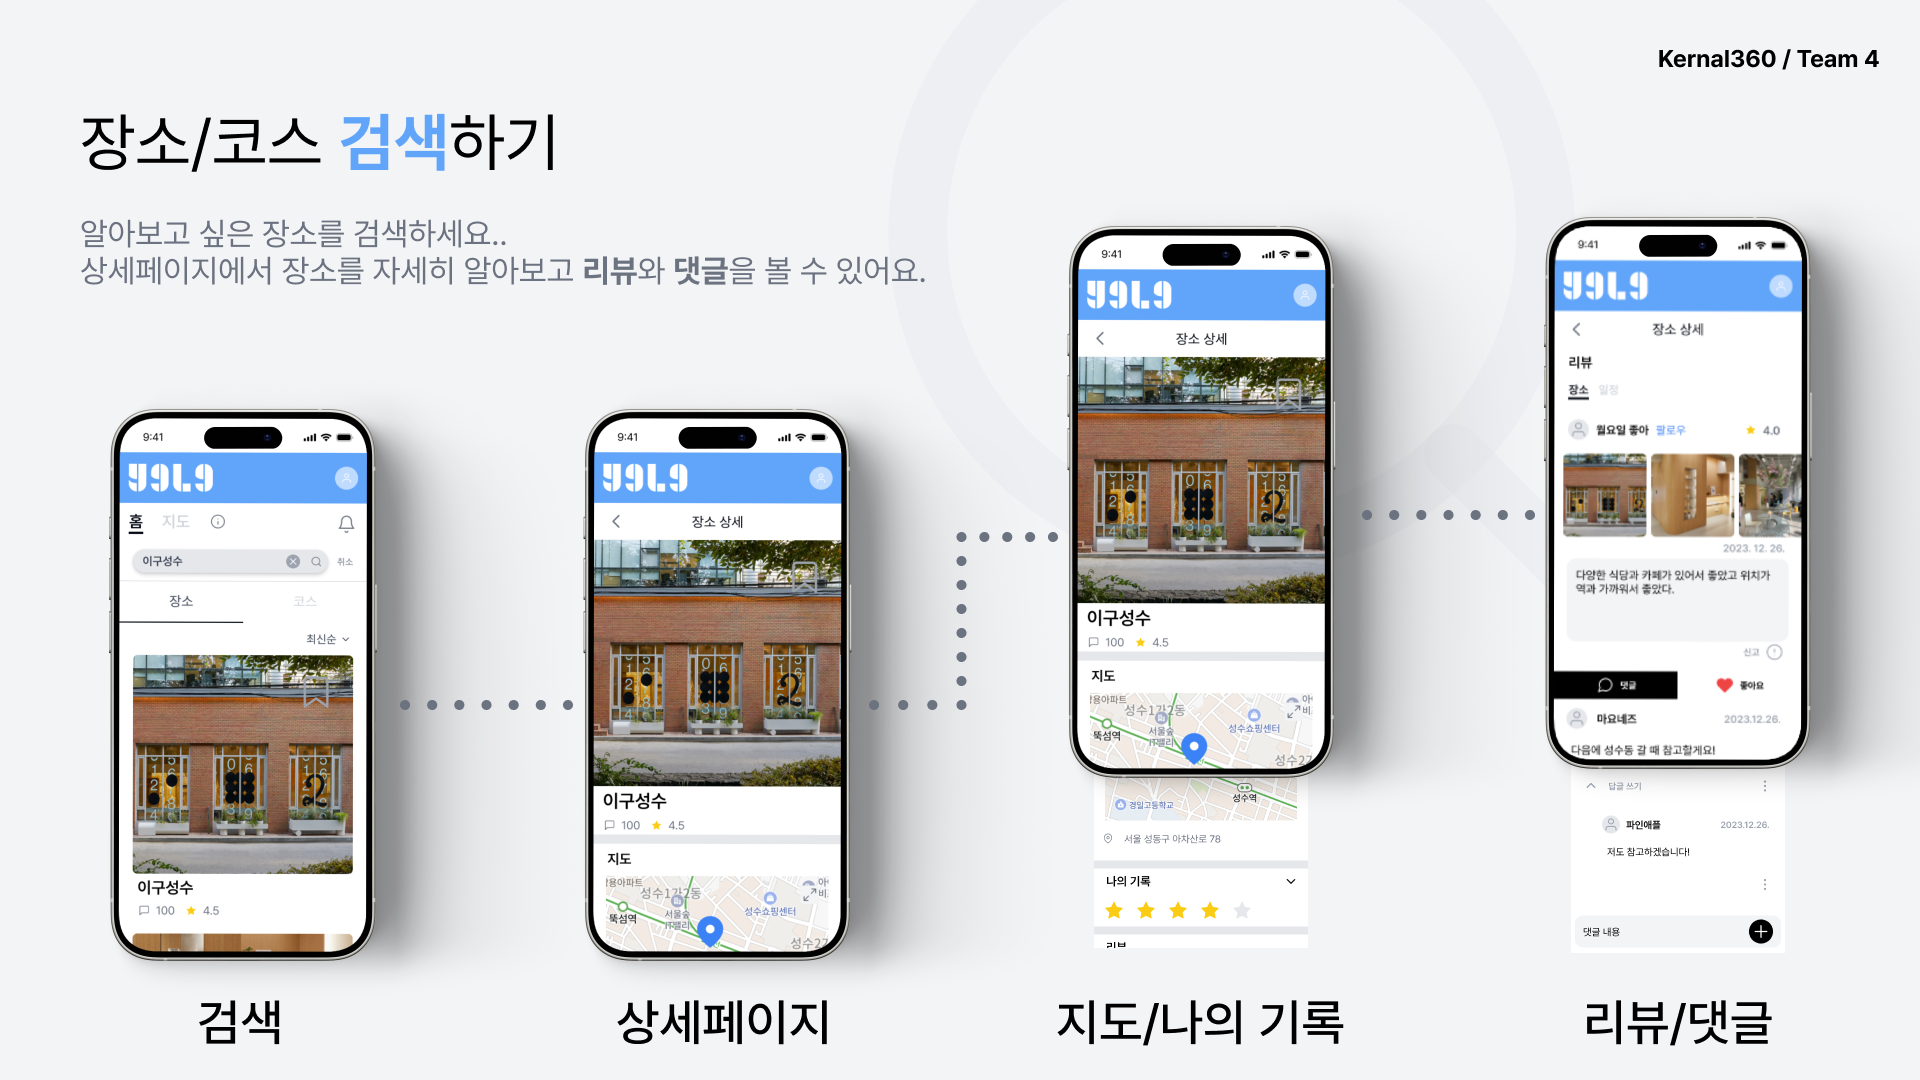 Kernal360 / Team 4
장소/코스 검색하기
알아보고 싶은 장소를 검색하세요..
상세페이지에서 장소를 자세히 알아보고 리뷰와 댓글을 볼 수 있어요.
9:41
홈 지도
이구성수
취소
장소 코스
최신순
이구성수
100 4.5
검색
9:41
장소 상세
이구성수
100 4.5
지도
성수1가2동
서울숲
IT밸리
뚝섬역
성수쇼핑센터
상세페이지
9:41
장소 상세
이구성수
100 4.5
지도
성수1가2동
서울숲
IT밸리
뚝섬역
성수쇼핑센터
성수역
경일고등학교
서울 성동구 아차산로 78
나의 기록
리뷰
지도/나의 기록
9:41
장소 상세
리뷰
장소 일정
월요일 좋아 팔로우 4.0
2023. 12. 26.
다양한 식담과 카페가 있어서 좋았고 위치가
역과 가까워서 좋았다.
신고
댓글 좋아요
마요네즈 2023.12.26.
다음에 성수동 갈 때 참고할게요!
답글 쓰기
파인애플 2023.12.26.
저도 참고하겠습니다!
댓글 내용
리뷰/댓글